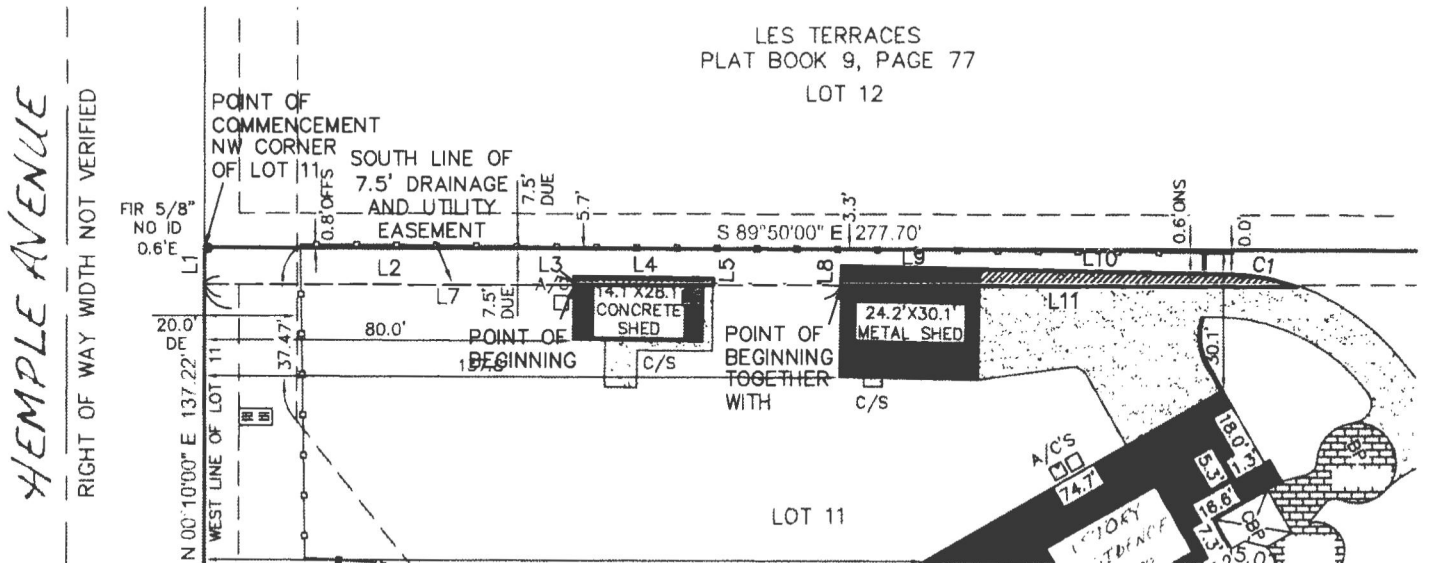 LES TERRACES
PLAT BOOK 9, PAGE 77
LOT 12
HEMPLE AVENUE
RIGHT OF WAY WIDTH NOT VERIFIED
POINT OF
COMMENCEMENT
NW CORNER
OF LOT 11
SOUTH LINE OF
7.5' DRAINAGE
AND UTILITY
EASEMENT
FIR 5/8"
NO ID
0.6'E
0.8' OFFS
7.5'
DUE
5.7'
S 89°50'00" E 277.70'
3.3'
0.6' ONS
0.0'
L1
L2
L3
L4
L5
L8
L9
L10
C1
L7
L11
7.5'
DUE
14.1'X28.1'
CONCRETE
SHED
24.2'X30.1'
METAL SHED
20.0'
DE
37.47'
80.0'
POINT OF
BEGINNING
C/S
POINT OF
BEGINNING
TOGETHER
WITH
C/S
30.1'
N 00°10'00" E 137.22'
WEST LINE OF LOT 11
A/C'S
74.7'
18.0'
1.3'
5.3'
16.6'
7.3'
BP
CBP
LOT 11